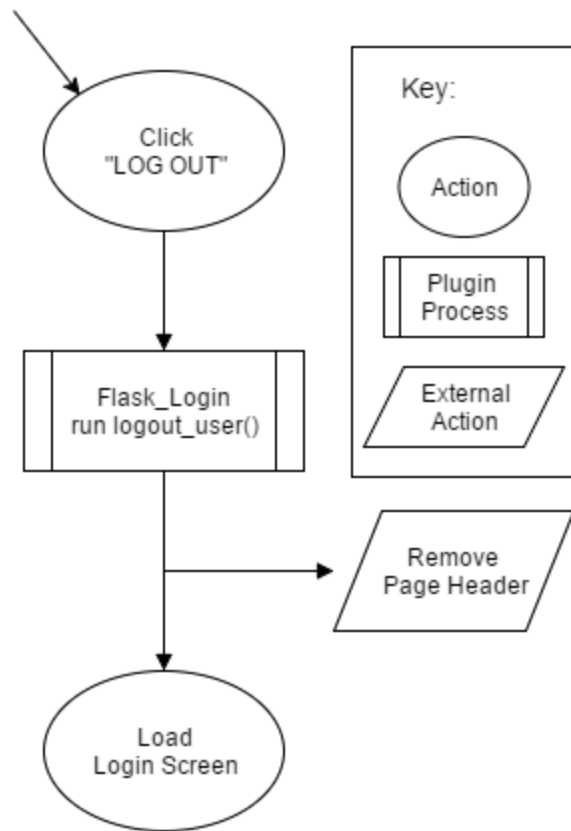 Click
"LOG OUT"
Key:
Action
Plugin
Process
External
Action
Flask_Login
run logout_user()
Remove
Page Header
Load
Login Screen